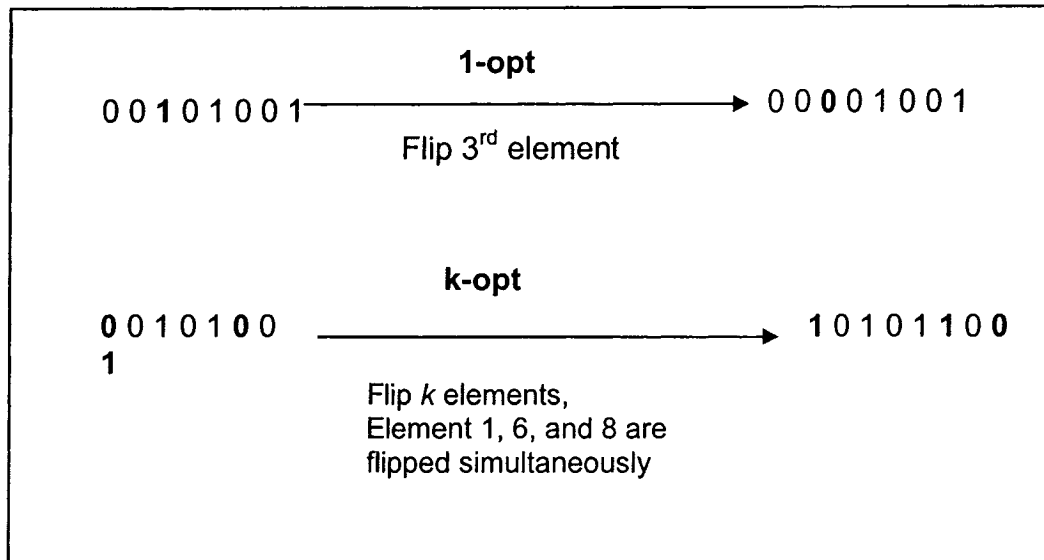 1-opt
0 0 1 0 1 0 0 1 0 0 0 0 1 0 0 1
Flip 3rd element
k-opt
0 0 1 0 1 0 0 1 0 1 0 1 1 0 0
1
Flip k elements,
Element 1, 6, and 8 are
flipped simultaneously